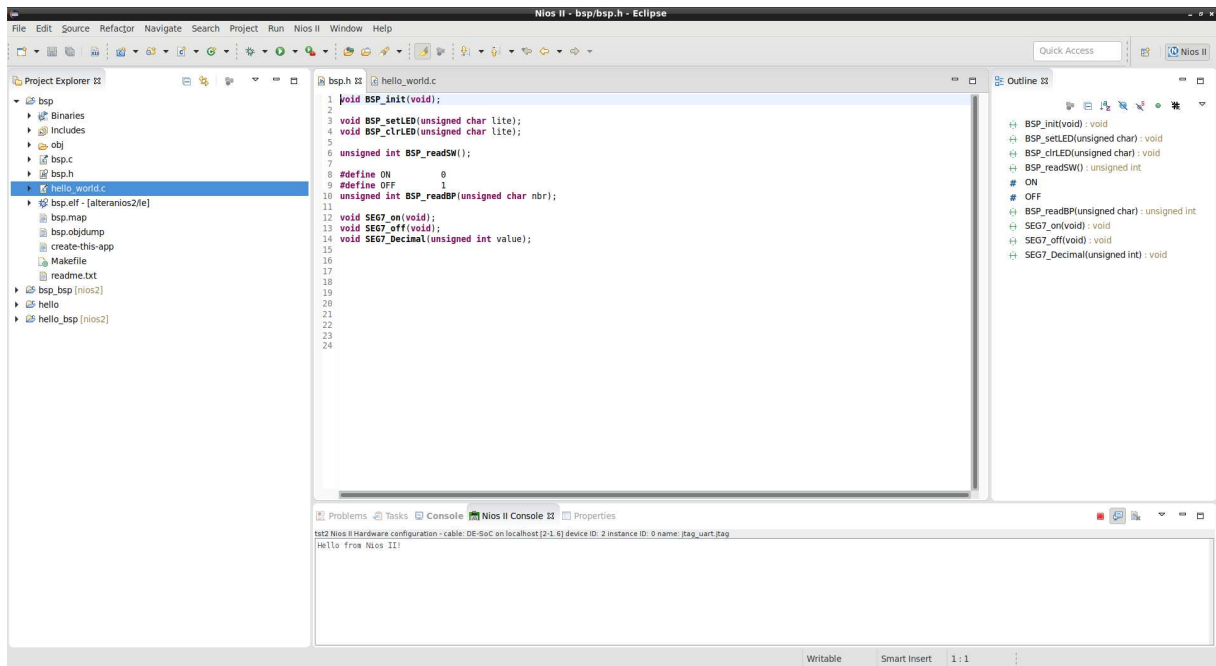 Nios II - bsp/bsp.h - Eclipse
File Edit Source Refactor Navigate Search Project Run Nios II Window Help
Quick Access
Nios II
Project Explorer
bsp
Binaries
Includes
obj
bsp.c
bsp.h
hello_world.c
bsp.elf - [alteranios2/le]
bsp.map
bsp.objdump
create-this-app
Makefile
readme.txt
bsp_bsp [nios2]
hello
hello_bsp [nios2]
bsp.h hello_world.c
1 void BSP_init(void);
2
3 void BSP_setLED(unsigned char lite);
4 void BSP_clrLED(unsigned char lite);
5
6 unsigned int BSP_readSW();
7
8 #define ON 0
9 #define OFF 1
10 unsigned int BSP_readBP(unsigned char nbr);
11
12 void SEG7_on(void);
13 void SEG7_off(void);
14 void SEG7_Decimal(unsigned int value);
15
16
17
18
19
20
21
22
23
24
Outline
BSP_init(void) : void
BSP_setLED(unsigned char) : void
BSP_clrLED(unsigned char) : void
BSP_readSW() : unsigned int
# ON
# OFF
BSP_readBP(unsigned char) : unsigned int
SEG7_on(void) : void
SEG7_off(void) : void
SEG7_Decimal(unsigned int) : void
Problems Tasks Console Nios II Console Properties
tst2 Nios II Hardware configuration - cable: DE-SoC on localhost [2-1.6] device ID: 2 instance ID: 0 name: jtag_uart.jtag
Hello from Nios II!
Writable Smart Insert 1 : 1